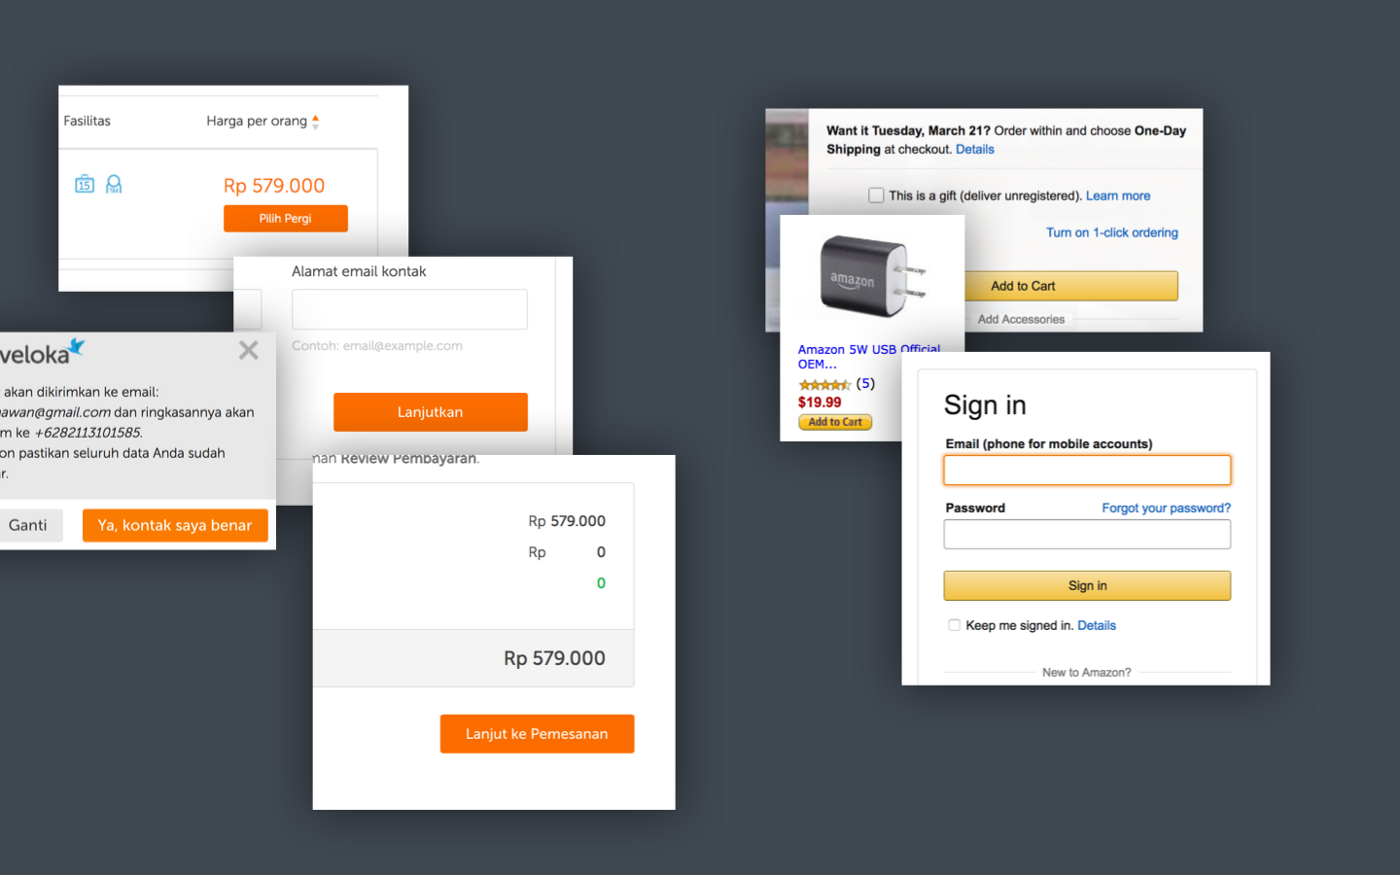 Fasilitas
Harga per orang
15
Rp 579.000
Pilih Pergi
Alamat email kontak
Contoh: email@example.com
Lanjutkan
veloka
akan dikirimkan ke email:
awan@gmail.com dan ringkasannya akan
m ke +6282113101585.
on pastikan seluruh data Anda sudah
r.
Ganti
Ya, kontak saya benar
man Review Pembayaran.
Rp 579.000
Rp 0
0
Rp 579.000
Lanjut ke Pemesanan
Want it Tuesday, March 21? Order within and choose One-Day
Shipping at checkout. Details
This is a gift (deliver unregistered). Learn more
Turn on 1-click ordering
Add to Cart
Add Accessories
amazon
Amazon 5W USB Official
OEM...
(5)
$19.99
Add to Cart
Sign in
Email (phone for mobile accounts)
Password
Forgot your password?
Sign in
Keep me signed in. Details
New to Amazon?